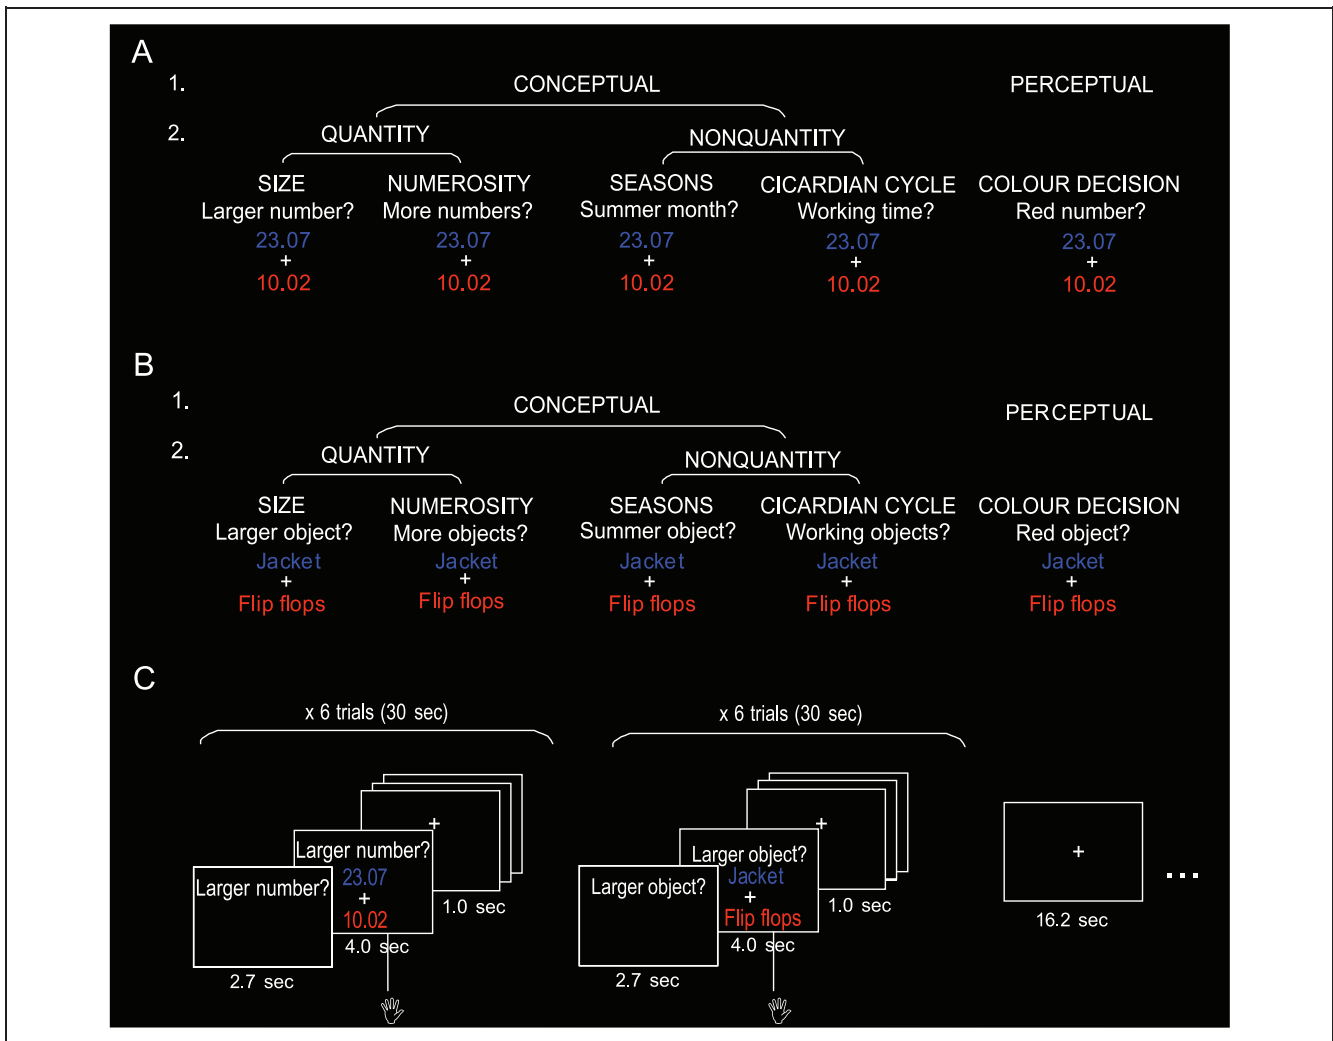 A
1. CONCEPTUAL PERCEPTUAL
2. QUANTITY NONQUANTITY
SIZE NUMEROSITY SEASONS CICARDIAN CYCLE COLOUR DECISION
Larger number? More numbers? Summer month? Working time? Red number?
23.07 23.07 23.07 23.07 23.07
+ + + + +
10.02 10.02 10.02 10.02 10.02
B
1. CONCEPTUAL PERCEPTUAL
2. QUANTITY NONQUANTITY
SIZE NUMEROSITY SEASONS CICARDIAN CYCLE COLOUR DECISION
Larger object? More objects? Summer object? Working objects? Red object?
Jacket Jacket Jacket Jacket Jacket
+ + + + +
Flip flops Flip flops Flip flops Flip flops Flip flops
C
x 6 trials (30 sec) x 6 trials (30 sec)
Larger number?
2.7 sec
Larger number?
23.07
+
10.02
4.0 sec
+
1.0 sec
Larger object?
2.7 sec
Larger object?
Jacket
+
Flip flops
4.0 sec
+
1.0 sec
+
16.2 sec
...